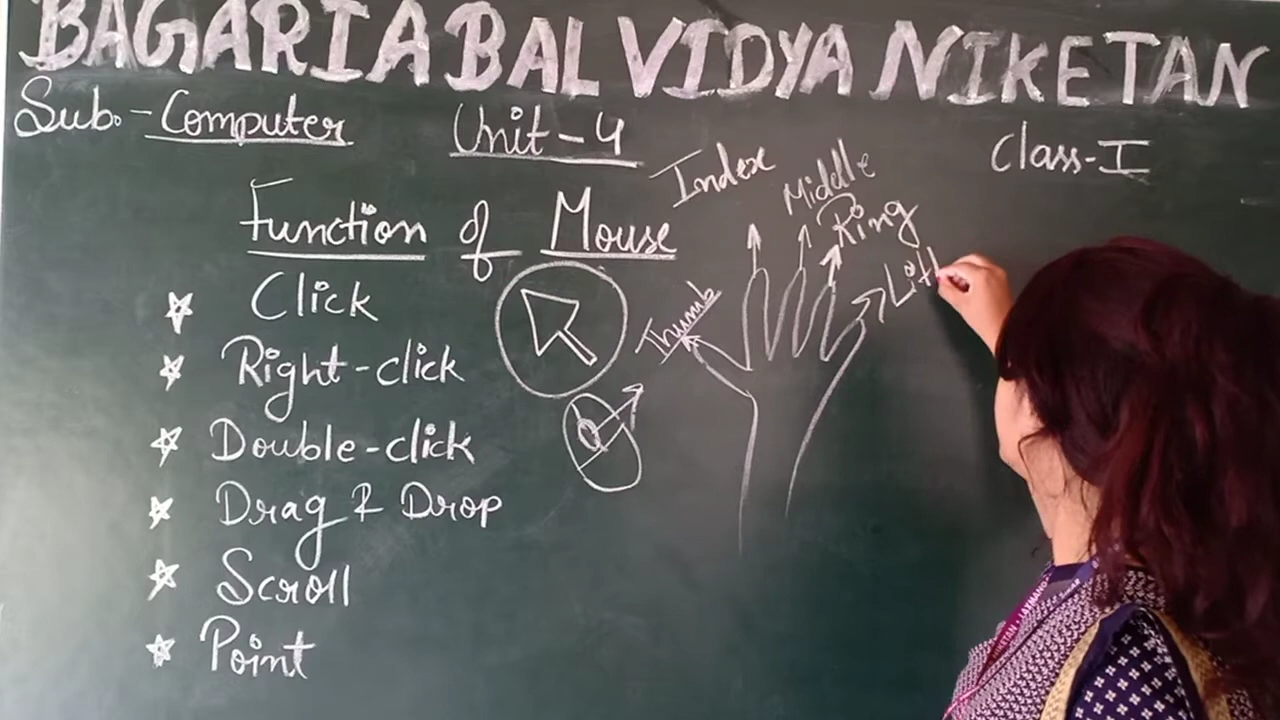 BAGARIA BAL VIDYA NIKETAN
Sub.-Computer
Unit-4
Class-I
Function of Mouse
Click
Right-click
Double-click
Drag & Drop
Scroll
Point
Thumb
Index
Middle
Ring
Litl